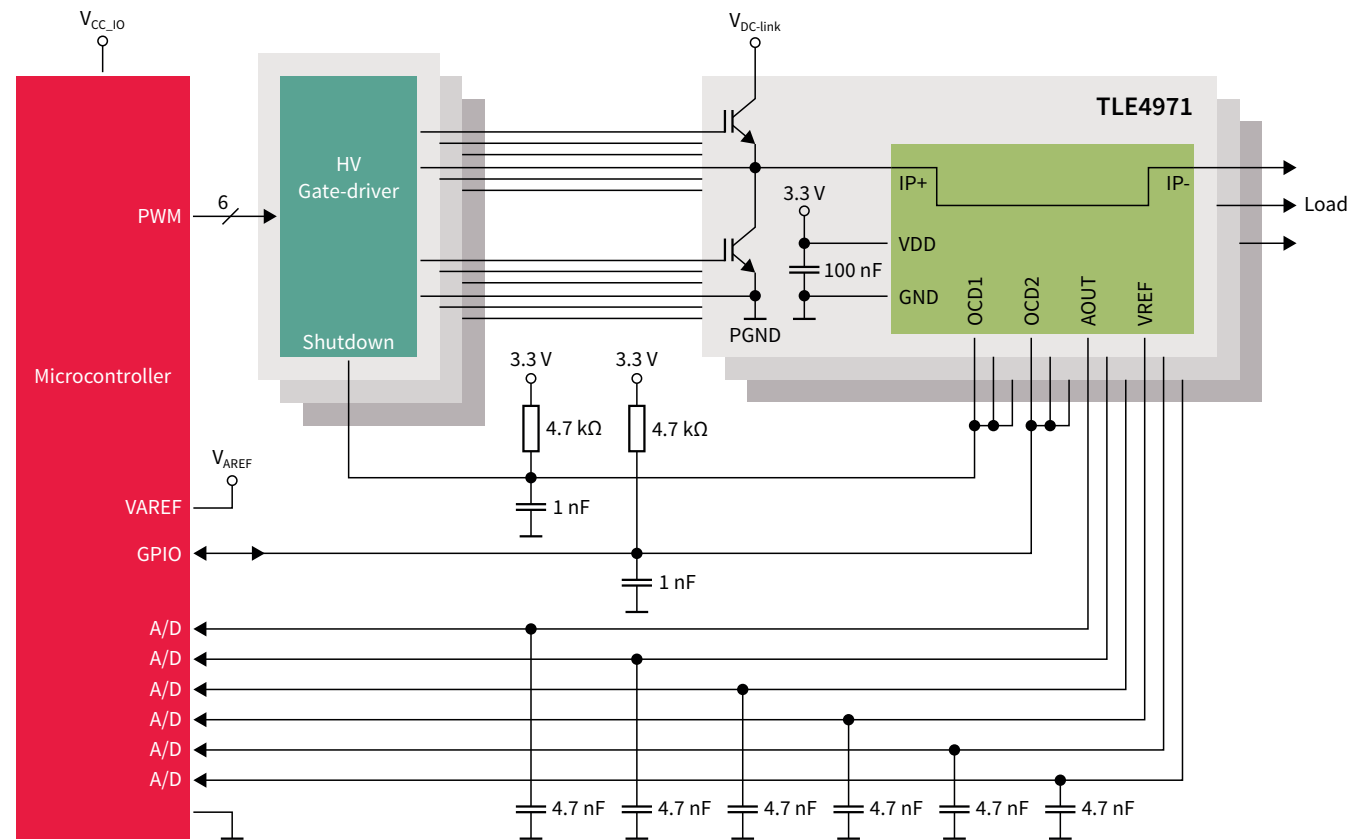 VCC_IO
VDC-link
TLE4971
HV
Gate-driver
IP+
IP-
3.3 V
6
PWM
Load
VDD
100 nF
GND
OCD1
OCD2
AOUT
VREF
PGND
Shutdown
3.3 V
3.3 V
Microcontroller
4.7 kΩ
4.7 kΩ
VAREF
VAREF
1 nF
GPIO
1 nF
A/D
A/D
A/D
A/D
A/D
A/D
4.7 nF
4.7 nF
4.7 nF
4.7 nF
4.7 nF
4.7 nF